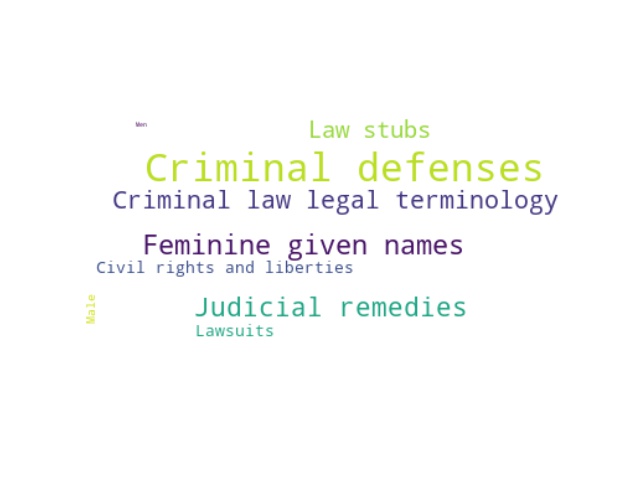 Men
Law stubs
Criminal defenses
Criminal law legal terminology
Feminine given names
Civil rights and liberties
Male
Judicial remedies
Lawsuits